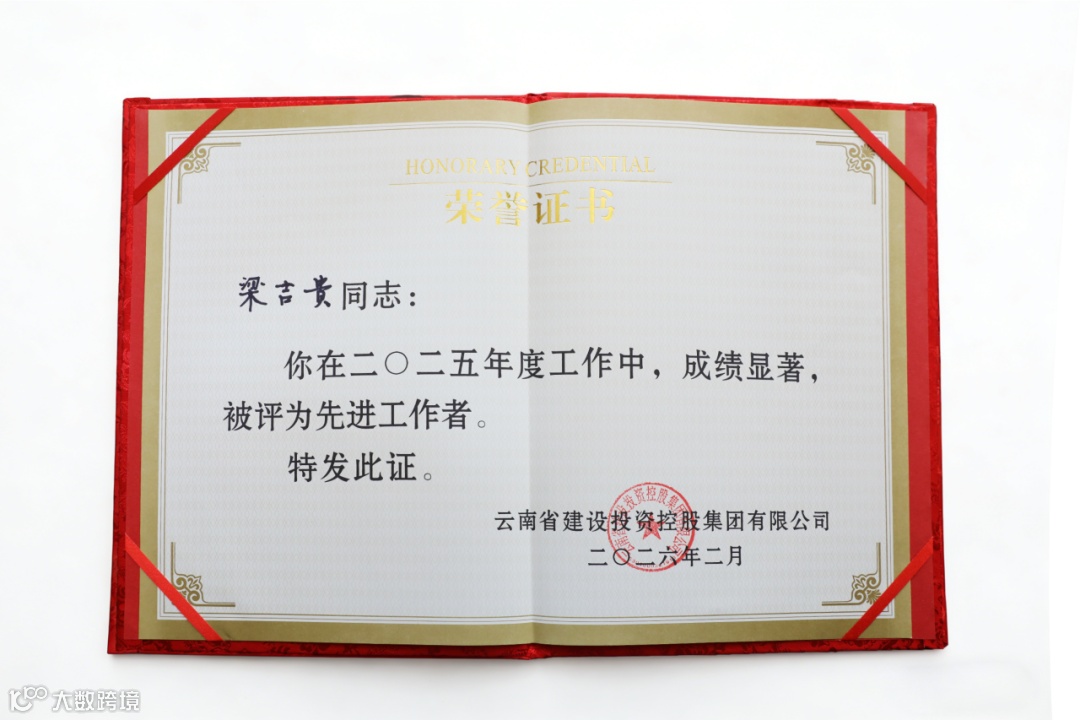 HONORARY CREDENTIAL
荣誉证书
梁吉贵同志：
你在二〇二五年度工作中，成绩显著，
被评为先进工作者。
特发此证。
云南省建设投资控股集团有限公司
二〇二六年二月
大数跨境